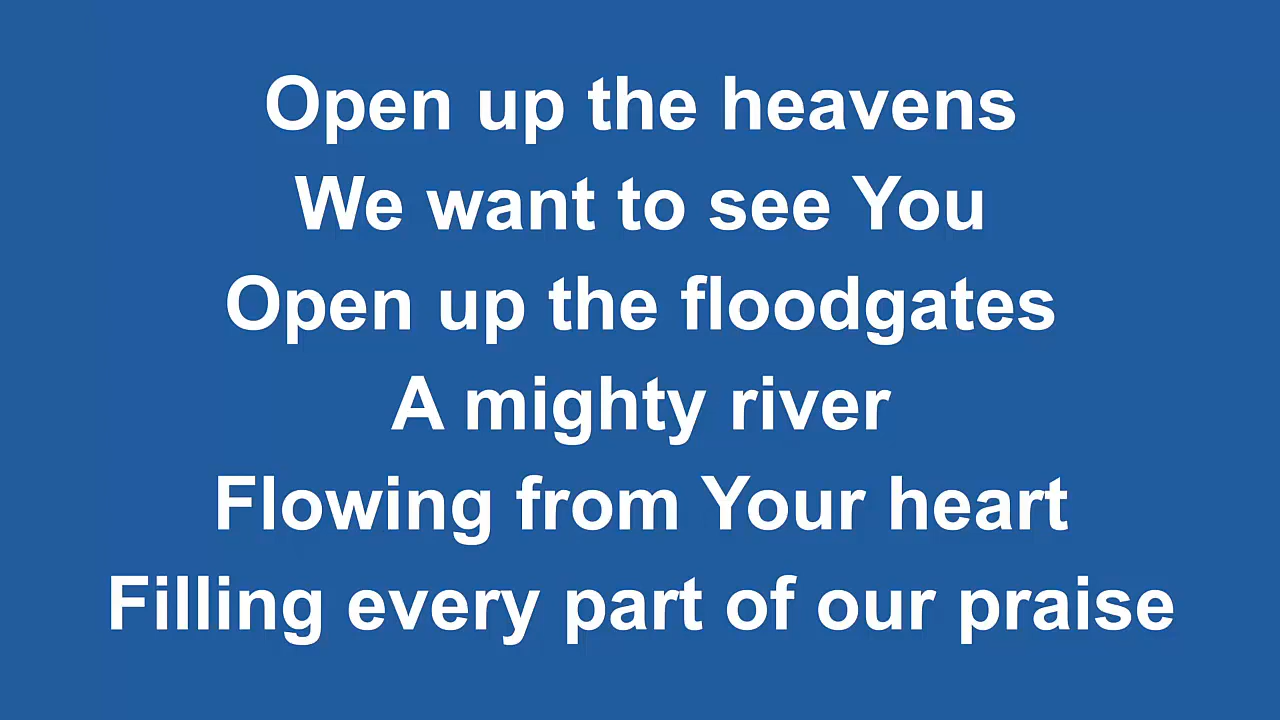 Open up the heavens
We want to see You
Open up the floodgates
A mighty river
Flowing from Your heart
Filling every part of our praise